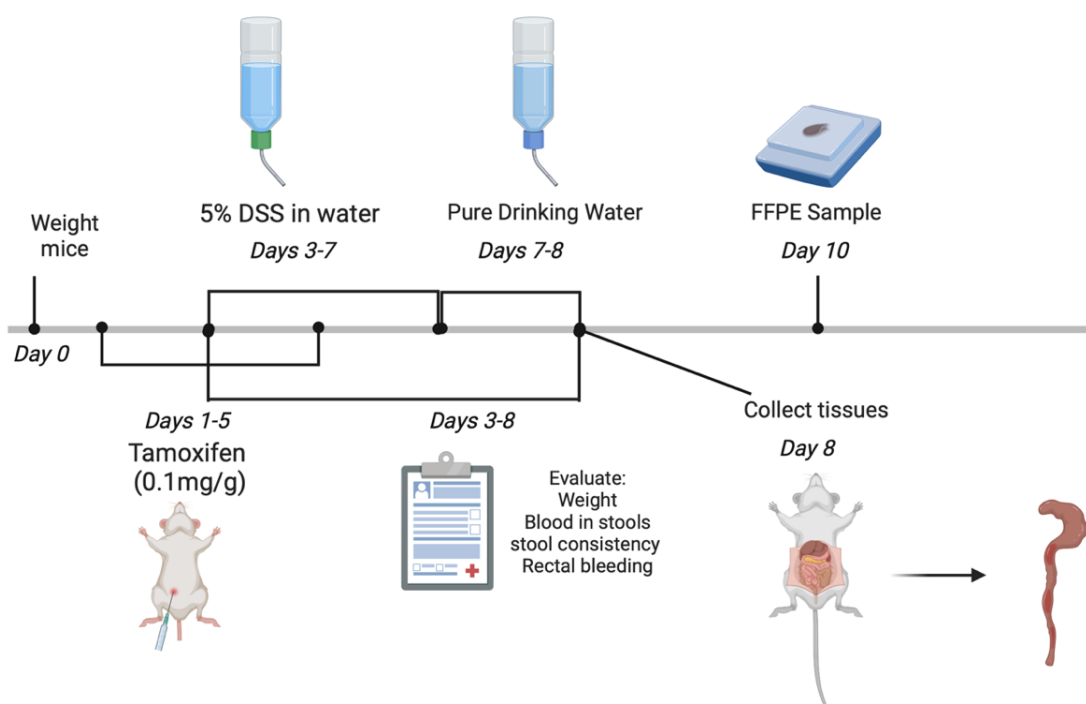 Weight
mice
Day 0
5% DSS in water
Days 3-7
Pure Drinking Water
Days 7-8
FFPE Sample
Day 10
Days 1-5
Tamoxifen
(0.1mg/g)
Days 3-8
Evaluate:
Weight
Blood in stools
stool consistency
Rectal bleeding
Collect tissues
Day 8